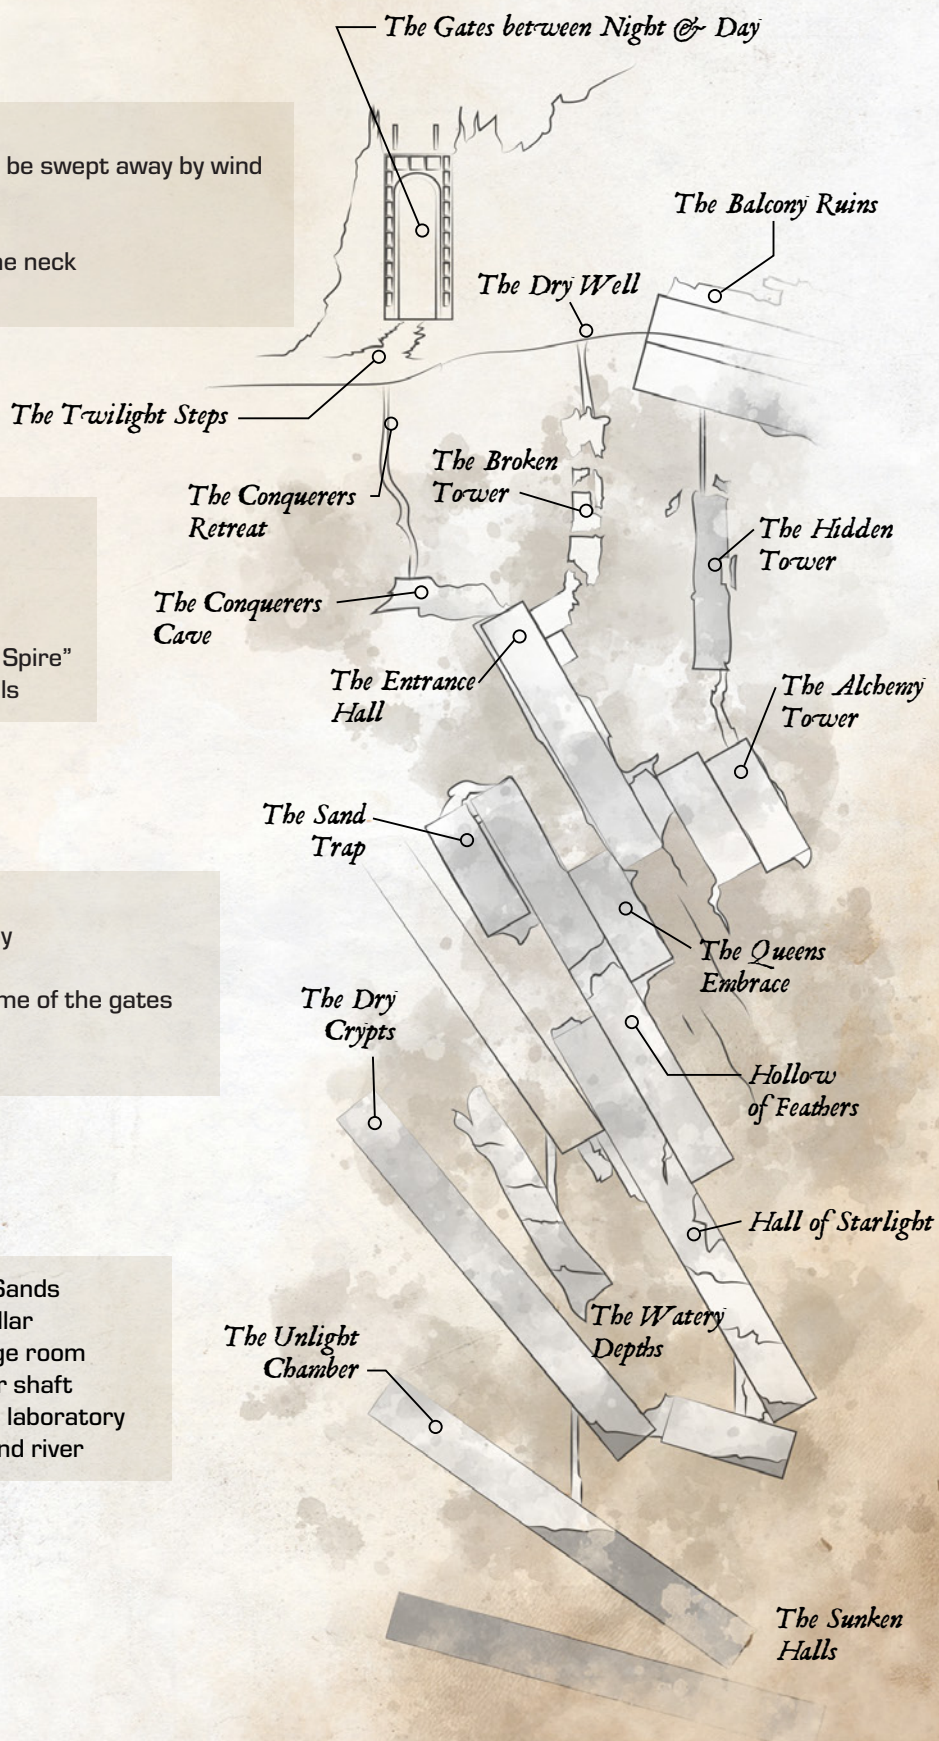 The Gates between Night & Day
be swept away by wind
The Balcony Ruins
ne neck
The Dry Well
The Twilight Steps
The Broken
Tower
The Conquerers
Retreat
The Hidden
Tower
The Conquerers
Cave
Spire”
ls
The Entrance
Hall
The Alchemy
Tower
The Sand
Trap
y
The Queens
Embrace
me of the gates
The Dry
Crypts
Hollow
of Feathers
Hall of Starlight
Sands
llar
ge room
r shaft
laboratory
nd river
The Watery
Depths
The Unlight
Chamber
The Sunken
Halls